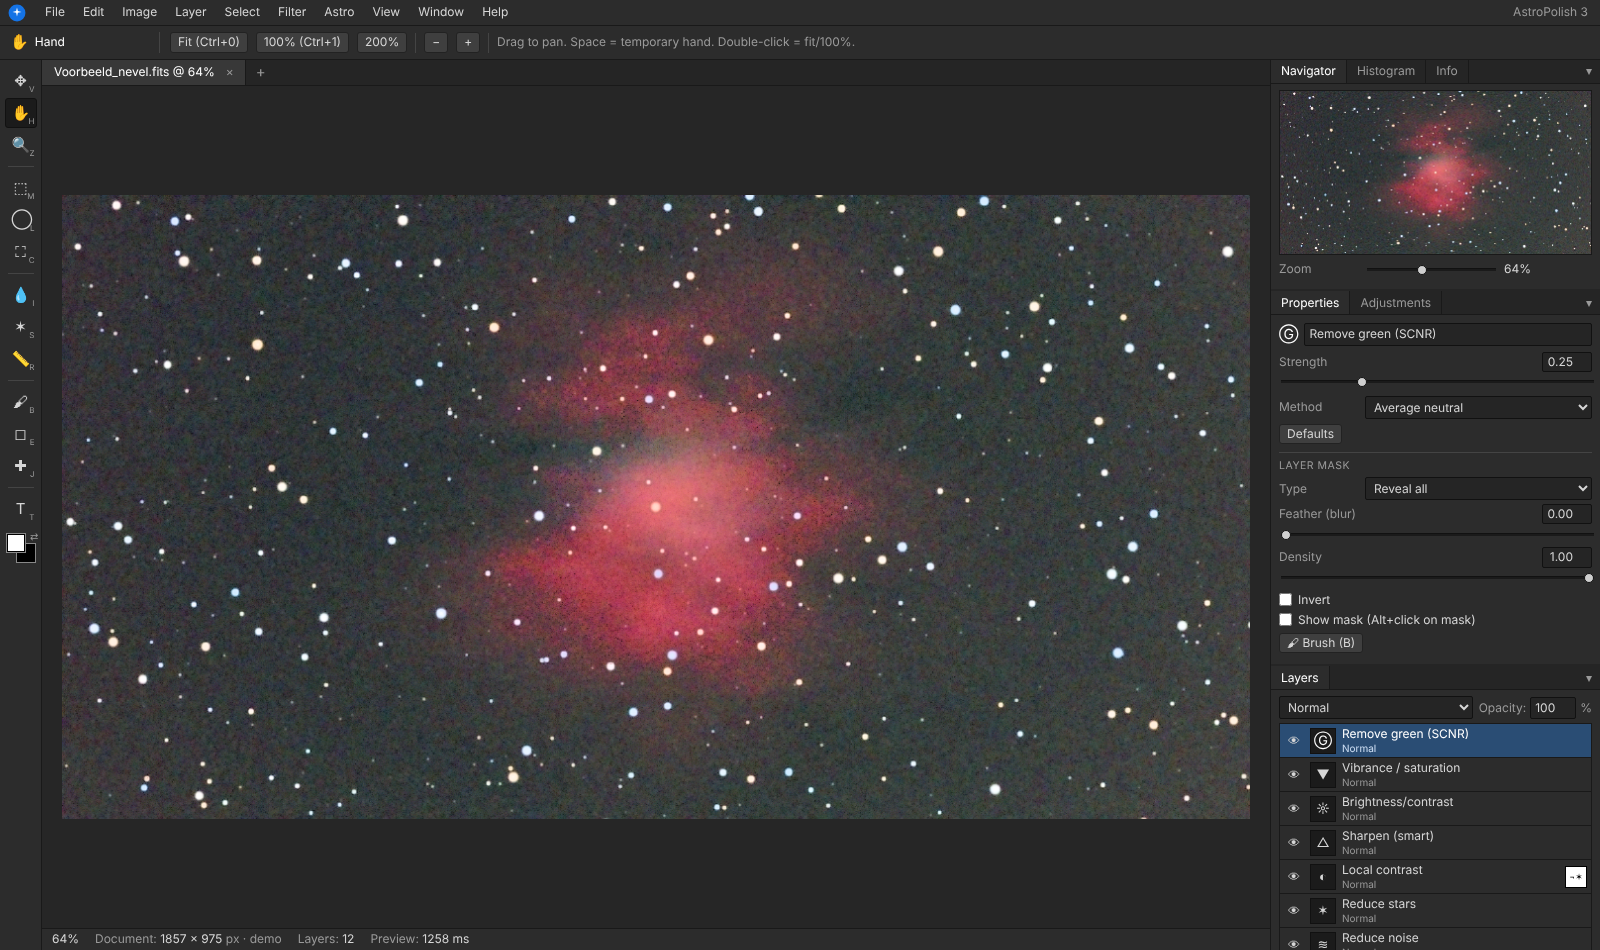 File Edit Image Layer Select Filter Astro View Window Help AstroPolish 3
Hand Fit (Ctrl+0) 100% (Ctrl+1) 200% − + Drag to pan. Space = temporary hand. Double-click = fit/100%.
Voorbeeld_nevel.fits @ 64% × +
Navigator Histogram Info
V
H
Z
M
L
C
I
S
R
B
E
J
T T
Zoom 64%
Properties Adjustments
G Remove green (SCNR)
Strength 0.25
Method Average neutral
Defaults
LAYER MASK
Type Reveal all
Feather (blur) 0.00
Density 1.00
Invert
Show mask (Alt+click on mask)
Brush (B)
Layers
Normal Opacity: 100 %
G Remove green (SCNR)
Normal
Vibrance / saturation
Normal
Brightness/contrast
Normal
Sharpen (smart)
Normal
Local contrast
Normal
Reduce stars
Normal
Reduce noise
64% Document: 1857 × 975 px · demo Layers: 12 Preview: 1258 ms